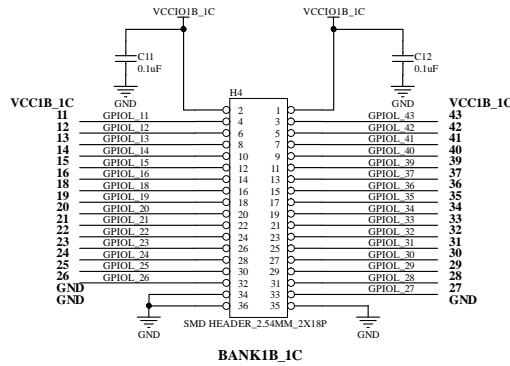 VCCIO1B_1C VCCIO1B_1C
C11 0.1uF C12 0.1uF
GND H4 GND
VCC1B_1C 2 1 VCC1B_1C
11 GPIOL_11 4 3 GPIOL_43 43
12 GPIOL_12 6 5 GPIOL_42 42
13 GPIOL_13 8 7 GPIOL_41 41
14 GPIOL_14 10 9 GPIOL_40 40
15 GPIOL_15 12 11 GPIOL_39 39
16 GPIOL_16 14 13 GPIOL_37 37
18 GPIOL_18 16 15 GPIOL_36 36
19 GPIOL_19 18 17 GPIOL_35 35
20 GPIOL_20 20 19 GPIOL_34 34
21 GPIOL_21 22 21 GPIOL_33 33
22 GPIOL_22 24 23 GPIOL_32 32
23 GPIOL_23 26 25 GPIOL_31 31
24 GPIOL_24 28 27 GPIOL_30 30
25 GPIOL_25 30 29 GPIOL_29 29
26 GPIOL_26 32 31 GPIOL_28 28
GND 34 33 GPIOL_27 27
GND 36 35 GND
SMD HEADER_2.54MM_2X18P
GND GND
BANK1B_1C